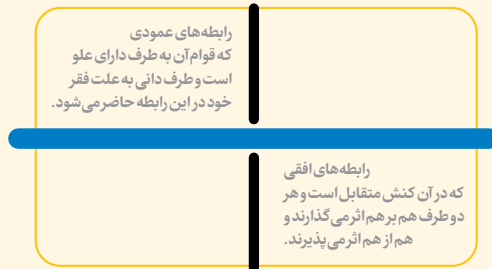 رابطه‌های عمودی
که قوام آن به طرف دارای علو
است و طرف دانی به علت فقر
خود در این رابطه حاضر می‌شود.
رابطه‌های افقی
که در آن کنش متقابل است و هر
دو طرف هم بر هم اثر می‌گذارند و
هم از هم اثر می‌پذیرند.